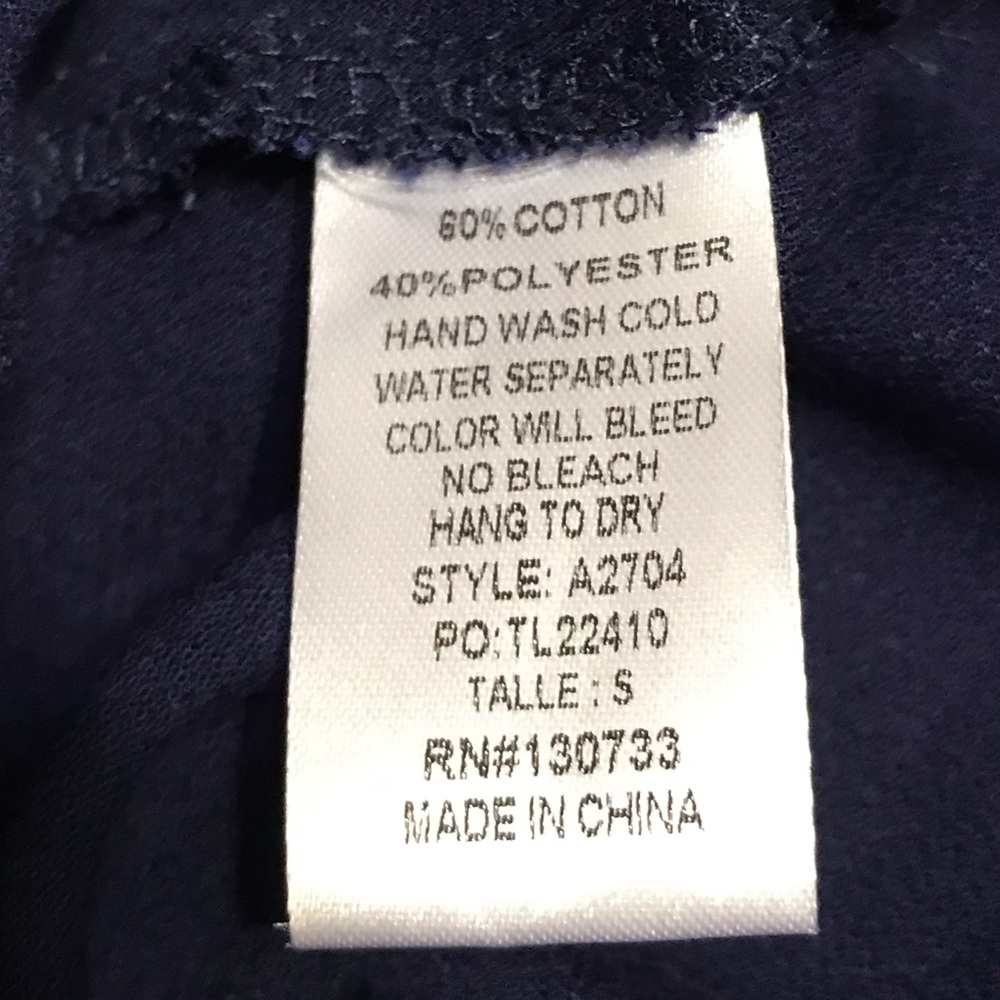 60% COTTON
40%POLYESTER
HAND WASH COLD
WATER SEPARATELY
COLOR WILL BLEED
NO BLEACH
HANG TO DRY
STYLE: A2704
PO:TL22410
TALLE : S
RN#130733
MADE IN CHINA